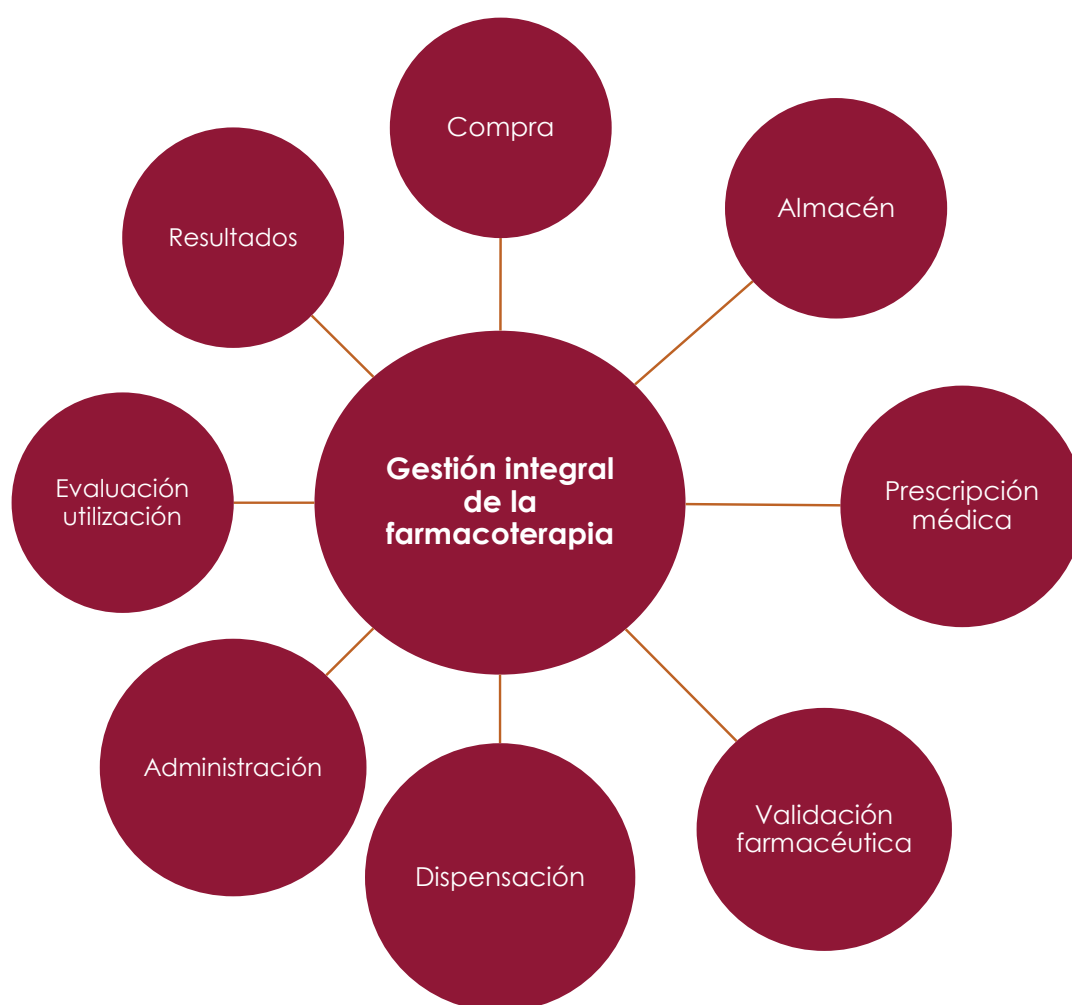 Compra
Almacén
Resultados
Gestión integral
de la
farmacoterapia
Evaluación
utilización
Prescripción
médica
Administración
Validación
farmacéutica
Dispensación